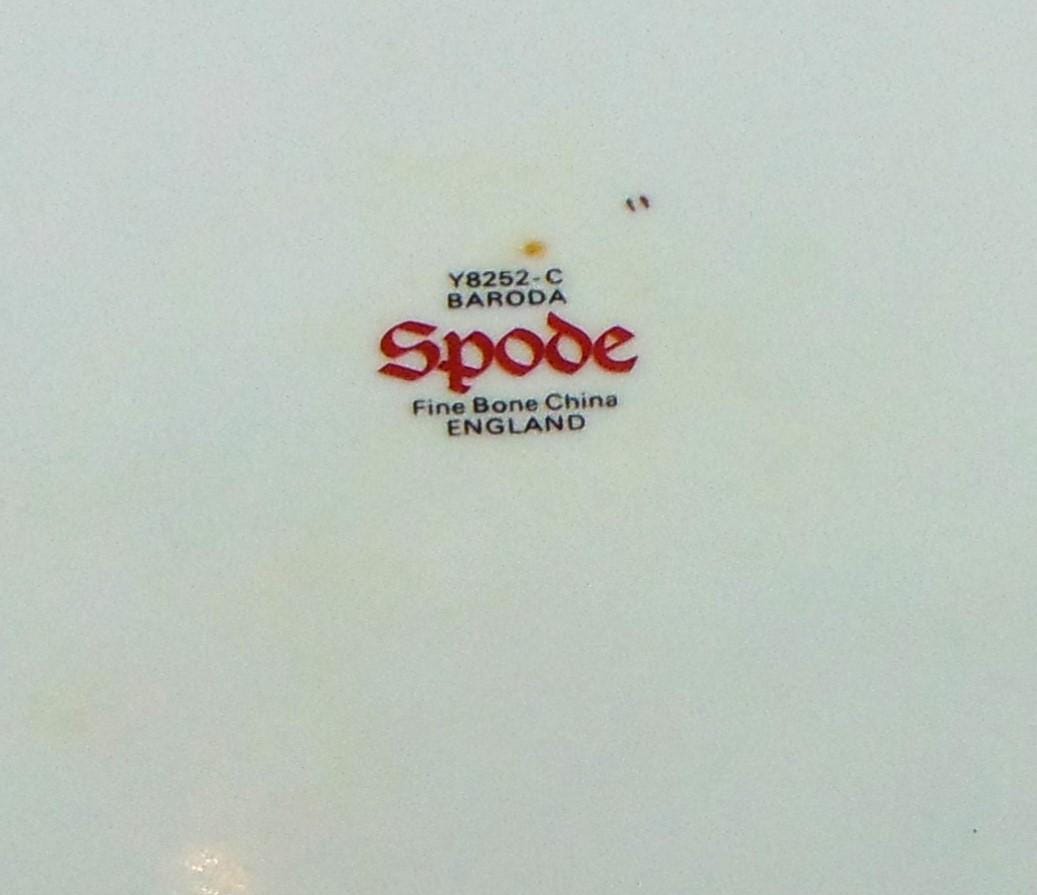 Y8252-C
BARODA
Spode
Fine Bone China
ENGLAND